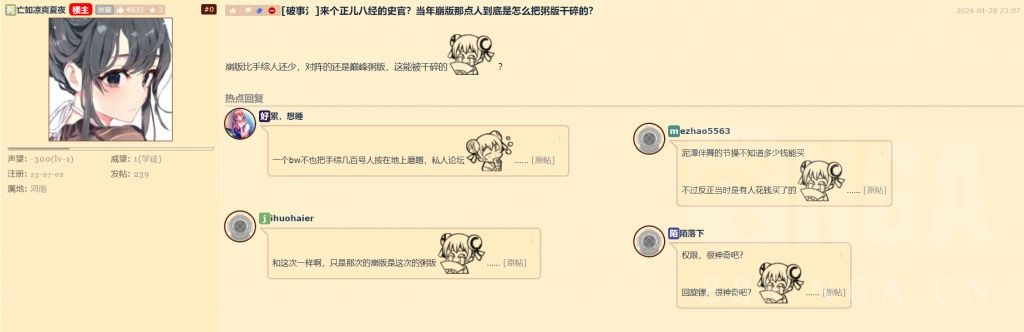 死亡如凉爽夏夜 楼主 屏蔽 4933 3 #0
声望: -300(lv-1) 威望: 1(学徒)
注册: 23-07-02 发帖: 239
属地: 河南
[破事氵]来个正儿八经的史官？当年崩版那点人到底是怎么把粥版干碎的？
2024-01-28 23:07
崩版比手综人还少，对阵的还是巅峰粥版，这能被干碎的 ？
热点回复
好累，想睡
一个bw不也把手综几百号人按在地上磨蹭，私人论坛 ...... [原帖]
mezhao5563
泥潭伴舞的节操不知道多少钱能买
不过反正当时是有人花钱买了的 ...... [原帖]
jihuohaier
和这次一样啊，只是那次的崩版是这次的粥版 ...... [原帖]
陌陌落下
权限，很神奇吧？
回旋镖，很神奇吧？ ...... [原帖]